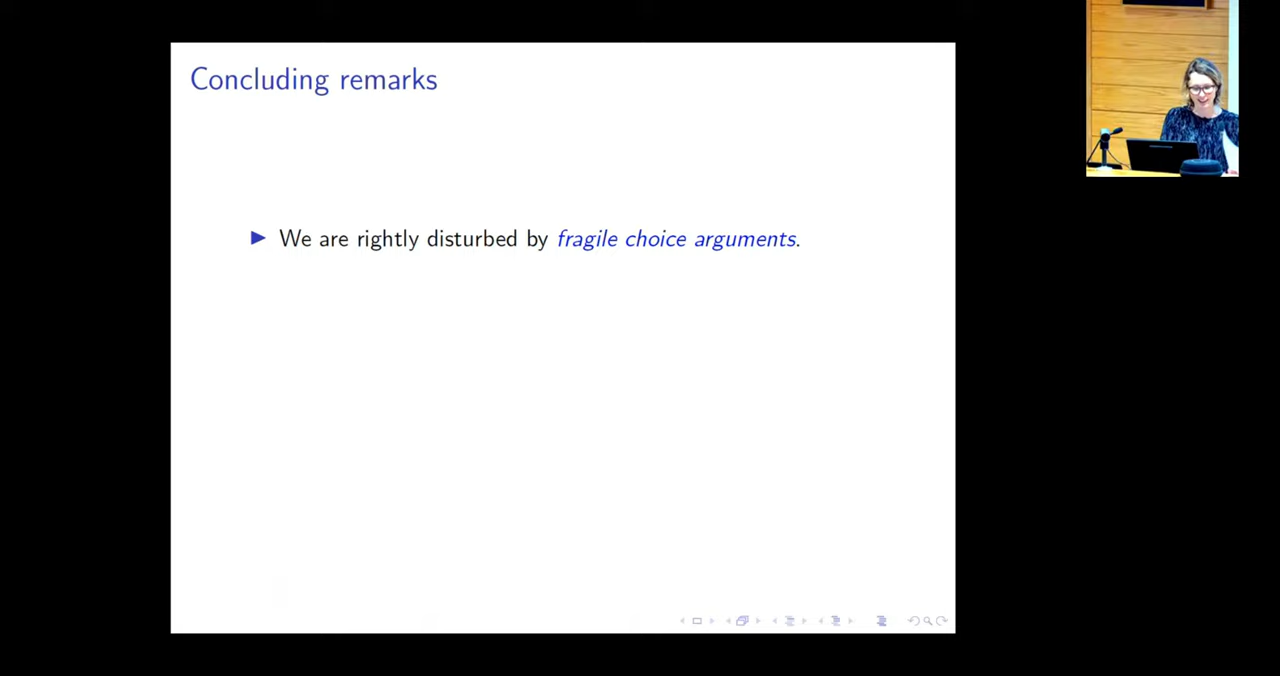 Concluding remarks
We are rightly disturbed by fragile choice arguments.